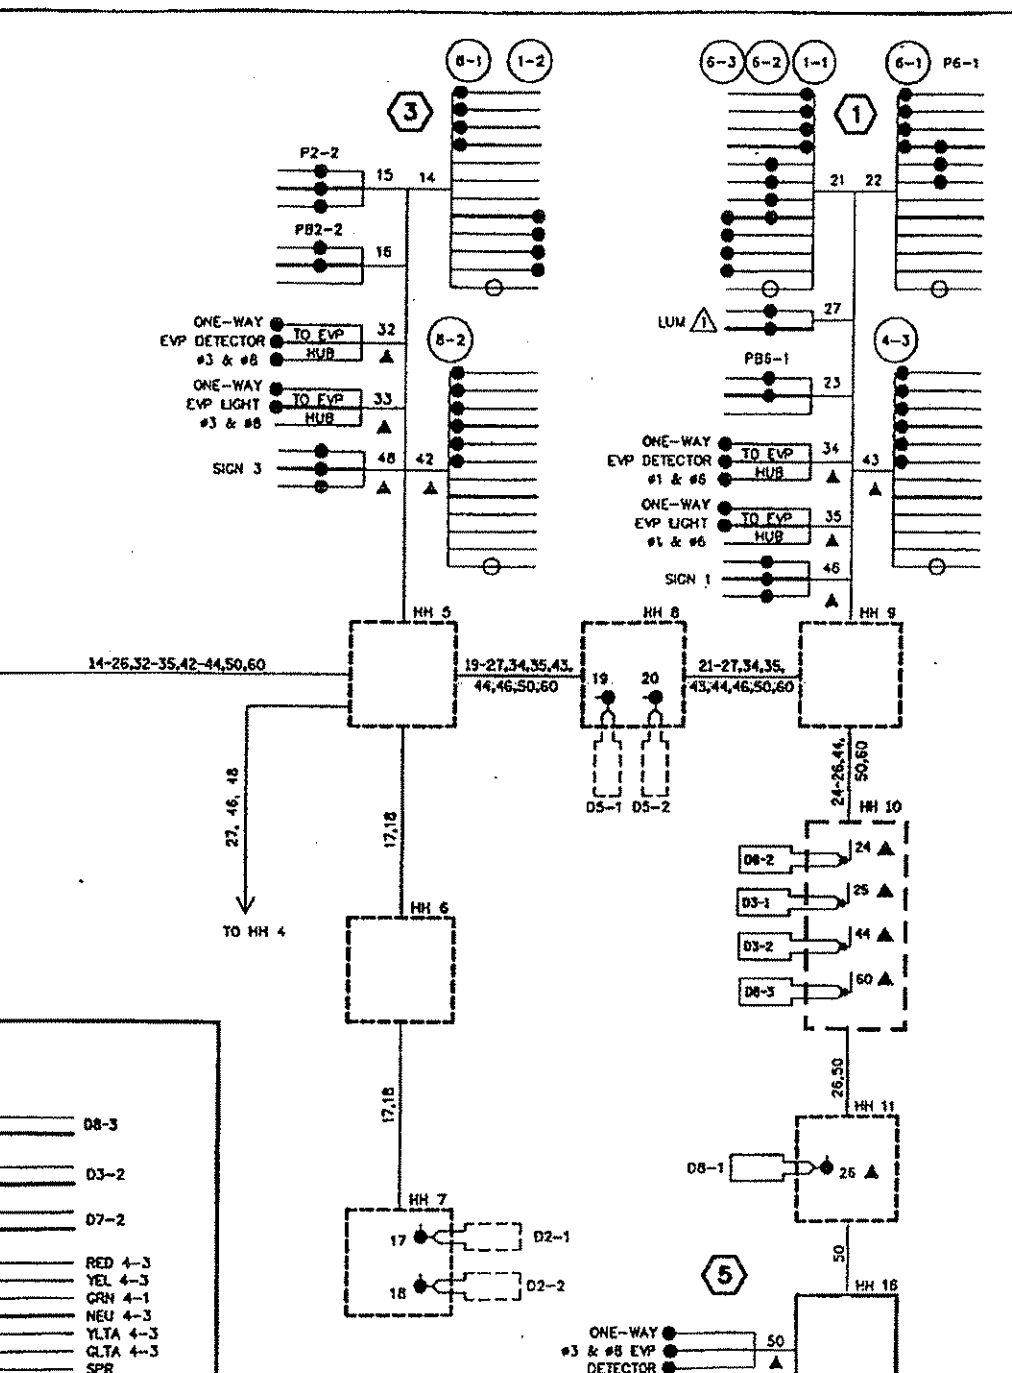 6-1
1-2
6-3
6-2
1-1
6-1
P6-1
3
1
P2-2
15
14
21
22
PB2-2
16
ONE-WAY
EVP DETECTOR
#3 & #8
TO EVP
HUB
32
8-2
LUM
1
27
4-3
PB6-1
23
ONE-WAY
EVP LIGHT
#3 & #8
TO EVP
HUB
33
SIGN 3
48
42
ONE-WAY
EVP DETECTOR
#1 & #6
TO EVP
HUB
34
43
ONE-WAY
EVP LIGHT
#1 & #6
TO EVP
HUB
35
SIGN 1
46
HH 5
HH 8
HH 9
14-26,32-35,42-44,50,60
19-27,34,35,43,
44,46,50,60
19
20
21-27,34,35,
43,44,46,50,60
D5-1
D5-2
27, 46, 48
TO HH 4
17,18
24-26,44,
50,60
HH 10
D6-2
24
D3-1
25
D3-2
44
D8-3
60
HH 6
17,18
26,50
HH 11
D8-1
26
HH 7
17
D2-1
18
D2-2
50
HH 16
5
ONE-WAY
#3 & #8 EVP
DETECTOR
50
D8-3
D3-2
D7-2
RED 4-3
YEL 4-3
GRN 4-1
NEU 4-3
YLTA 4-3
GLTA 4-3
SPR